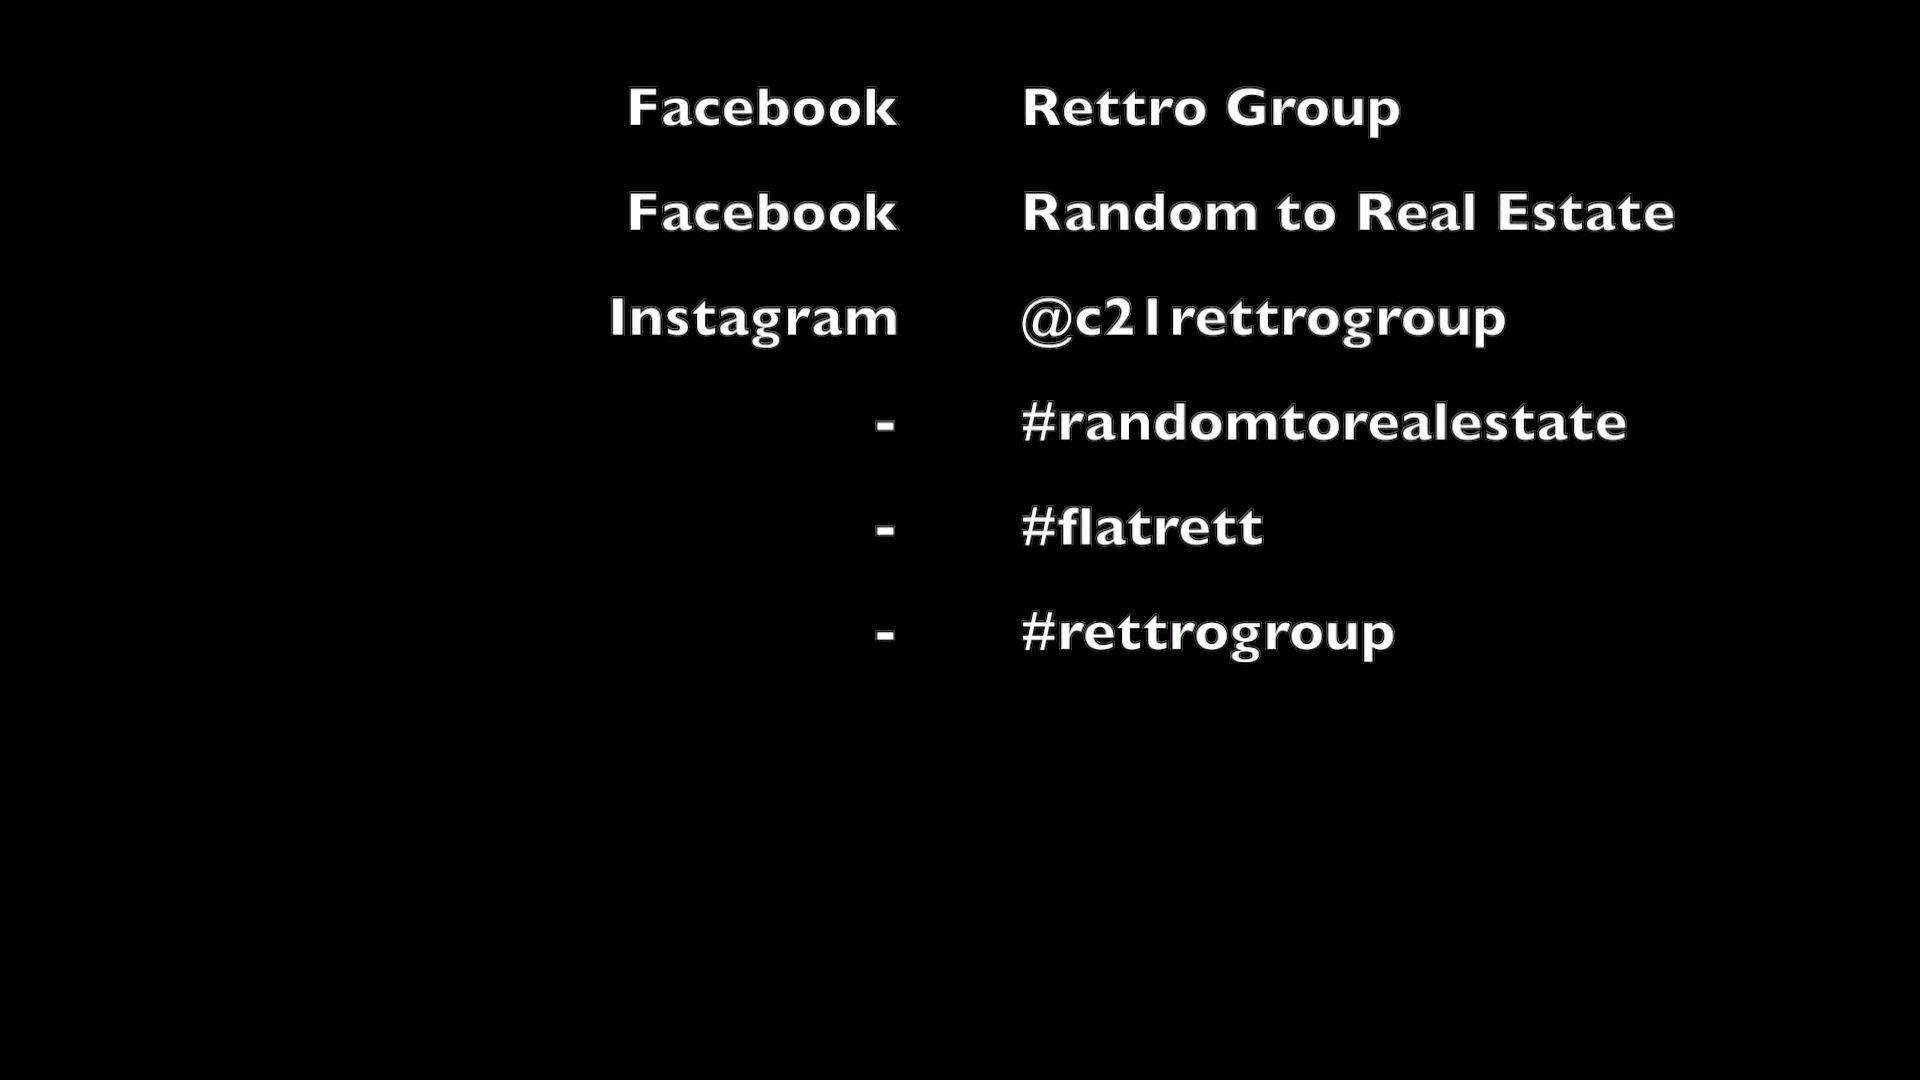 Facebook Rettro Group
Facebook Random to Real Estate
Instagram @c21rettrogroup
- #randomtorealestate
- #flatrett
- #rettrogroup